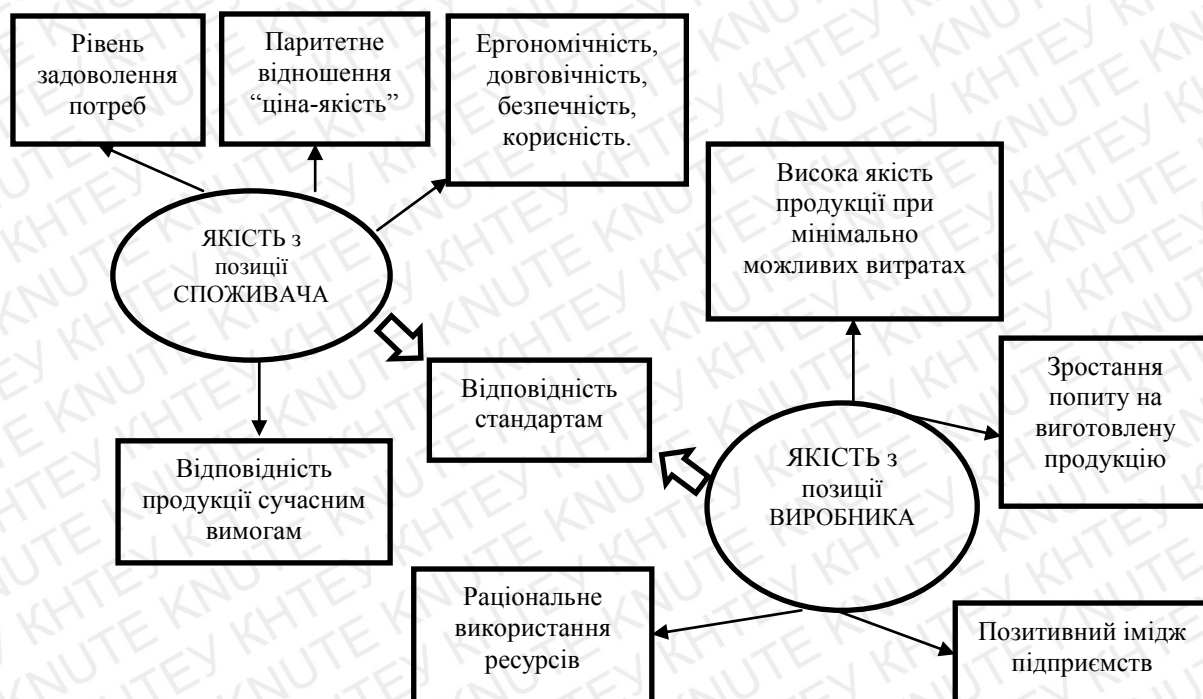 Рівень
задоволення
потреб
Паритетне
відношення
“ціна-якість”
Ергономічність,
довговічність,
безпечність,
корисність.
Висока якість
продукції при
мінімально
можливих витратах
ЯКІСТЬ з
позиції
СПОЖИВАЧА
Відповідність
стандартам
Зростання
попиту на
виготовлену
продукцію
ЯКІСТЬ з
позиції
ВИРОБНИКА
Відповідність
продукції сучасним
вимогам
Раціональне
використання
ресурсів
Позитивний імідж
підприємств